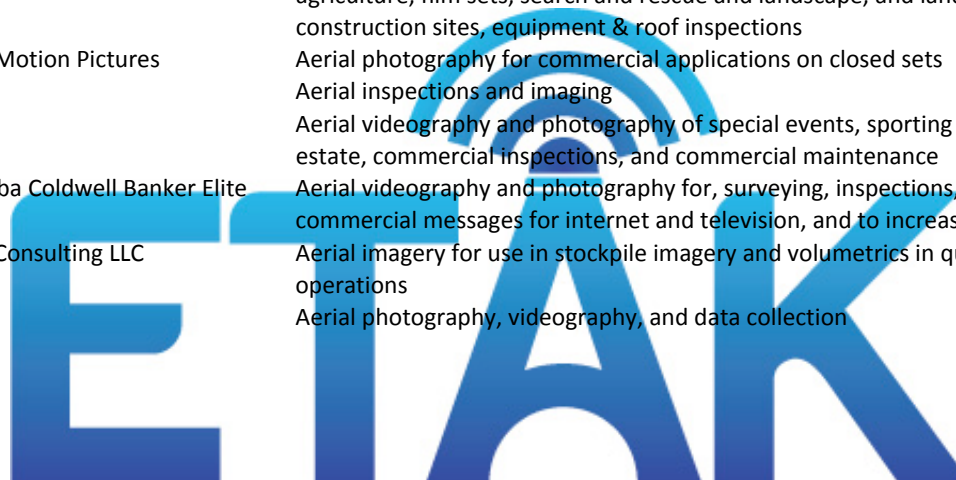 construction sites, equipment & roof inspections
Motion Pictures Aerial photography for commercial applications on closed sets
Aerial inspections and imaging
Aerial videography and photography of special events, sporting
estate, commercial inspections, and commercial maintenance
ba Coldwell Banker Elite Aerial videography and photography for, surveying, inspections,
commercial messages for internet and television, and to increas
Consulting LLC Aerial imagery for use in stockpile imagery and volumetrics in qu
operations
Aerial photography, videography, and data collection
ETAK